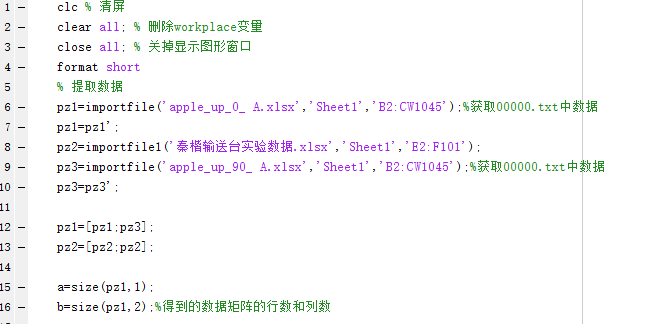 1 — clc % 清屏
2 — clear all; % 删除workplace变量
3 — close all; % 关掉显示图形窗口
4 — format short
5 % 提取数据
6 — pz1=importfile('apple_up_0_ A.xlsx','Sheet1','B2:CW1045');%获取00000.txt中数据
7 — pz1=pz1';
8 — pz2=importfile1('秦楷输送台实验数据.xlsx','Sheet1','E2:F101');
9 — pz3=importfile('apple_up_90_ A.xlsx','Sheet1','B2:CW1045');%获取00000.txt中数据
10 — pz3=pz3';
11
12 — pz1=[pz1;pz3];
13 — pz2=[pz2;pz2];
14
15 — a=size(pz1,1);
16 — b=size(pz1,2);%得到的数据矩阵的行数和列数